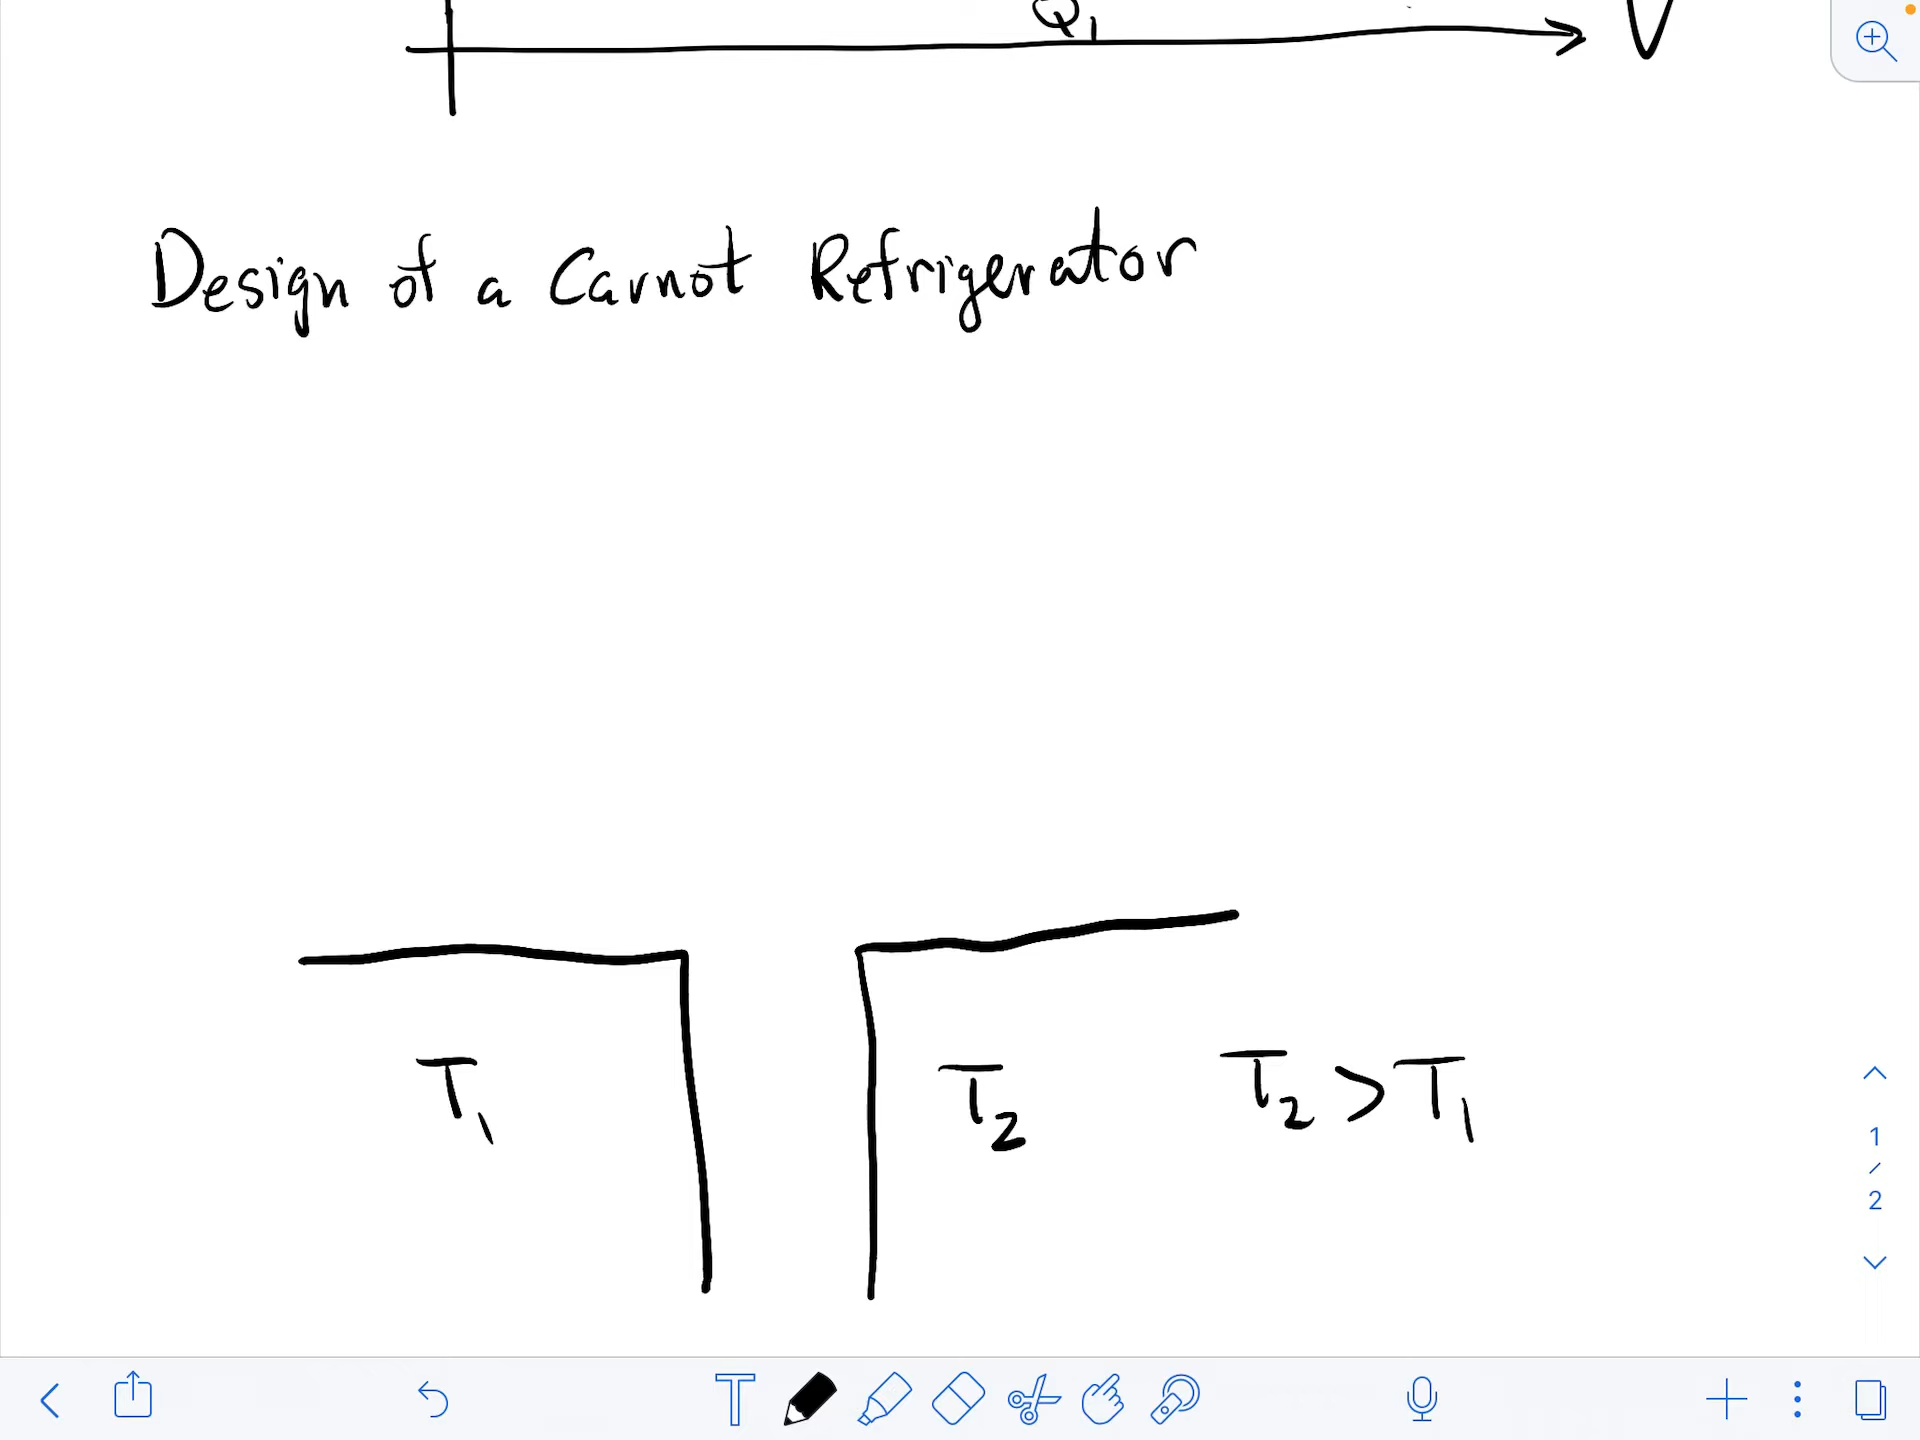 Q₁
V
Design of a Carnot Refrigerator
T₁ T₂ T₂ > T₁
1
/
2
T